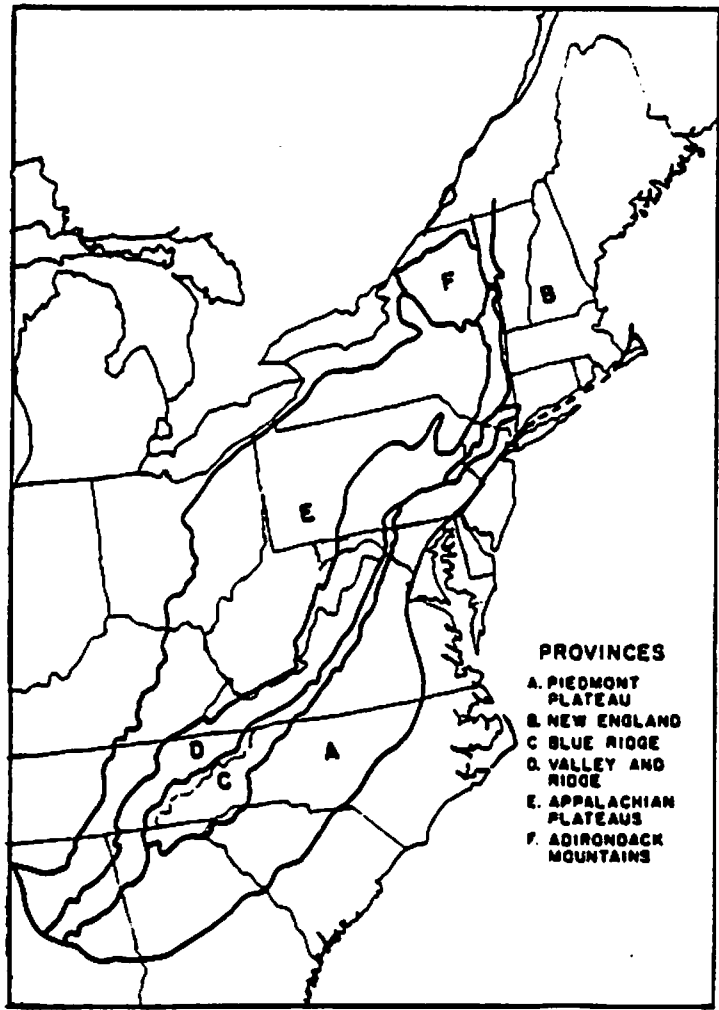 F
B
E
D
C
A
PROVINCES
A. PIEDMONT
PLATEAU
B. NEW ENGLAND
C BLUE RIDGE
D. VALLEY AND
RIDGE
E. APPALACHIAN
PLATEAUS
F. ADIRONDACK
MOUNTAINS